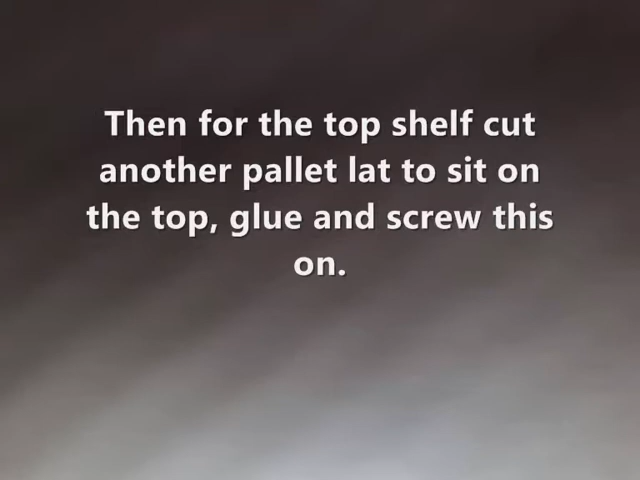 Then for the top shelf cut
another pallet lat to sit on
the top, glue and screw this
on.